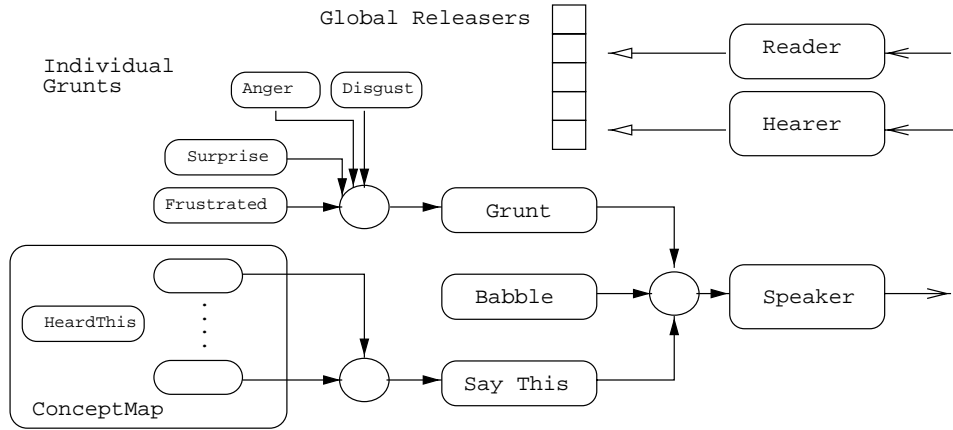 Global Releasers
Reader
Individual
Grunts
Anger
Disgust
Hearer
Surprise
Frustrated
Grunt
Babble
Speaker
HeardThis
Say This
ConceptMap